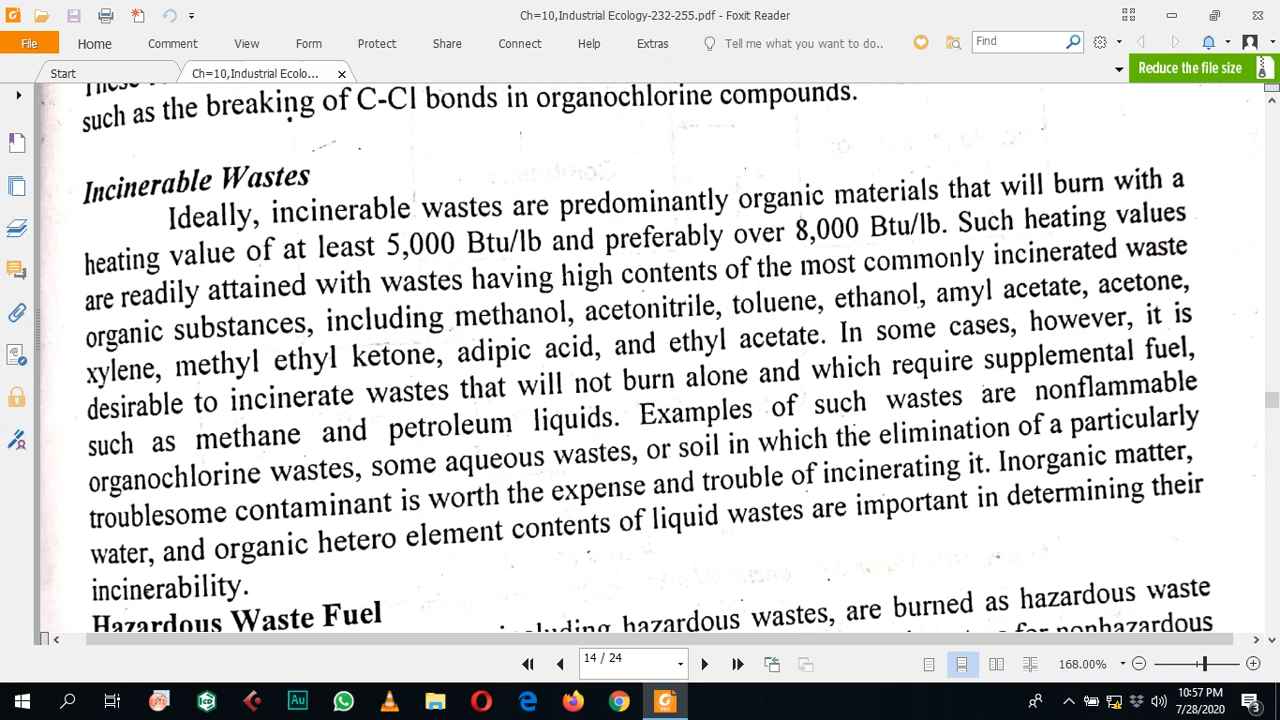 Ch=10,Industrial Ecology-232-255.pdf - Foxit Reader
File Home Comment View Form Protect Share Connect Help Extras Tell me what you want to do.. Find
Start Ch=10,Industrial Ecolo... Reduce the file size
These
such as the breaking of C-Cl bonds in organochlorine compounds.
Incinerable Wastes
Ideally, incinerable wastes are predominantly organic materials that will burn with a
heating value of at least 5,000 Btu/lb and preferably over 8,000 Btu/lb. Such heating values
are readily attained with wastes having high contents of the most commonly incinerated waste
organic substances, including methanol, acetonitrile, toluene, ethanol, amyl acetate, acetone,
xylene, methyl ethyl ketone, adipic acid, and ethyl acetate. In some cases, however, it is
desirable to incinerate wastes that will not burn alone and which require supplemental fuel,
such as methane and petroleum liquids. Examples of such wastes are nonflammable
organochlorine wastes, some aqueous wastes, or soil in which the elimination of a particularly
troublesome contaminant is worth the expense and trouble of incinerating it. Inorganic matter,
water, and organic hetero element contents of liquid wastes are important in determining their
incinerability.
Hazardous Waste Fuel
including hazardous wastes, are burned as hazardous waste
for nonhazardous
14 / 24 168.00%
10:57 PM
7/28/2020